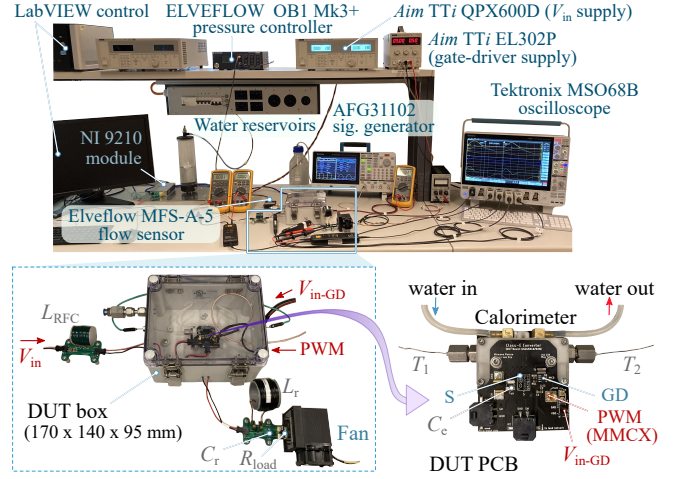 LabVIEW control
ELVEFLOW OB1 Mk3+
pressure controller
Aim TTi QPX600D (Vin supply)
Aim TTi EL302P
(gate-driver supply)
Tektronix MSO68B
oscilloscope
Water reservoirs
AFG31102
sig. generator
NI 9210
module
Elveflow MFS-A-5
flow sensor
LRFC
Vin
Vin-GD
PWM
DUT box
(170 x 140 x 95 mm)
Lr
Cr
Rload
Fan
water in
water out
Calorimeter
T1
T2
S
Ce
GD
PWM
(MMCX)
Vin-GD
DUT PCB